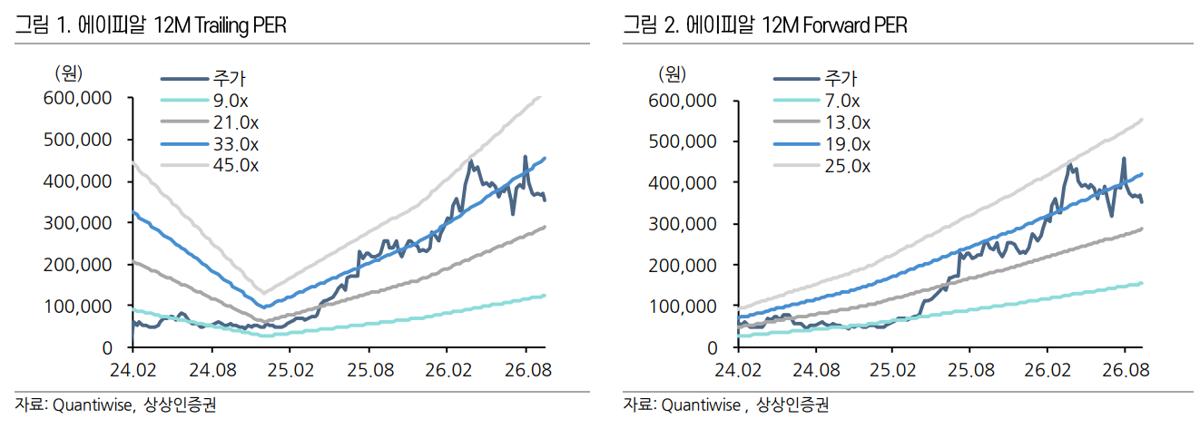 그림 1. 에이피알 12M Trailing PER
(원)
주가
9.0x
21.0x
33.0x
45.0x
600,000
500,000
400,000
300,000
200,000
100,000
0
24.02 24.08 25.02 25.08 26.02 26.08
자료: Quantiwise, 상상인증권
그림 2. 에이피알 12M Forward PER
(원)
주가
7.0x
13.0x
19.0x
25.0x
600,000
500,000
400,000
300,000
200,000
100,000
0
24.02 24.08 25.02 25.08 26.02 26.08
자료: Quantiwise , 상상인증권